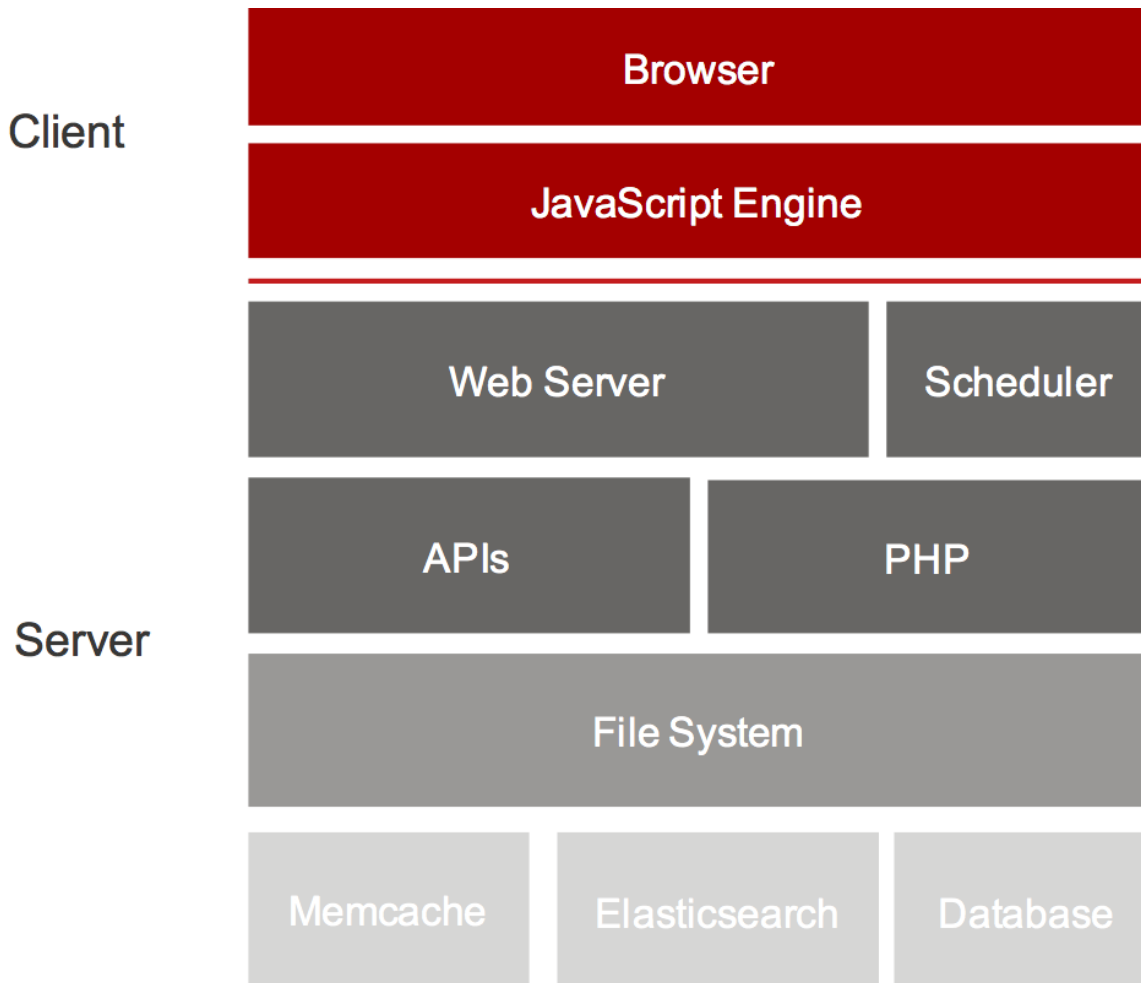 Browser
Client
JavaScript Engine
Web Server
Scheduler
APIs
PHP
Server
File System
Memcache
Elasticsearch
Database